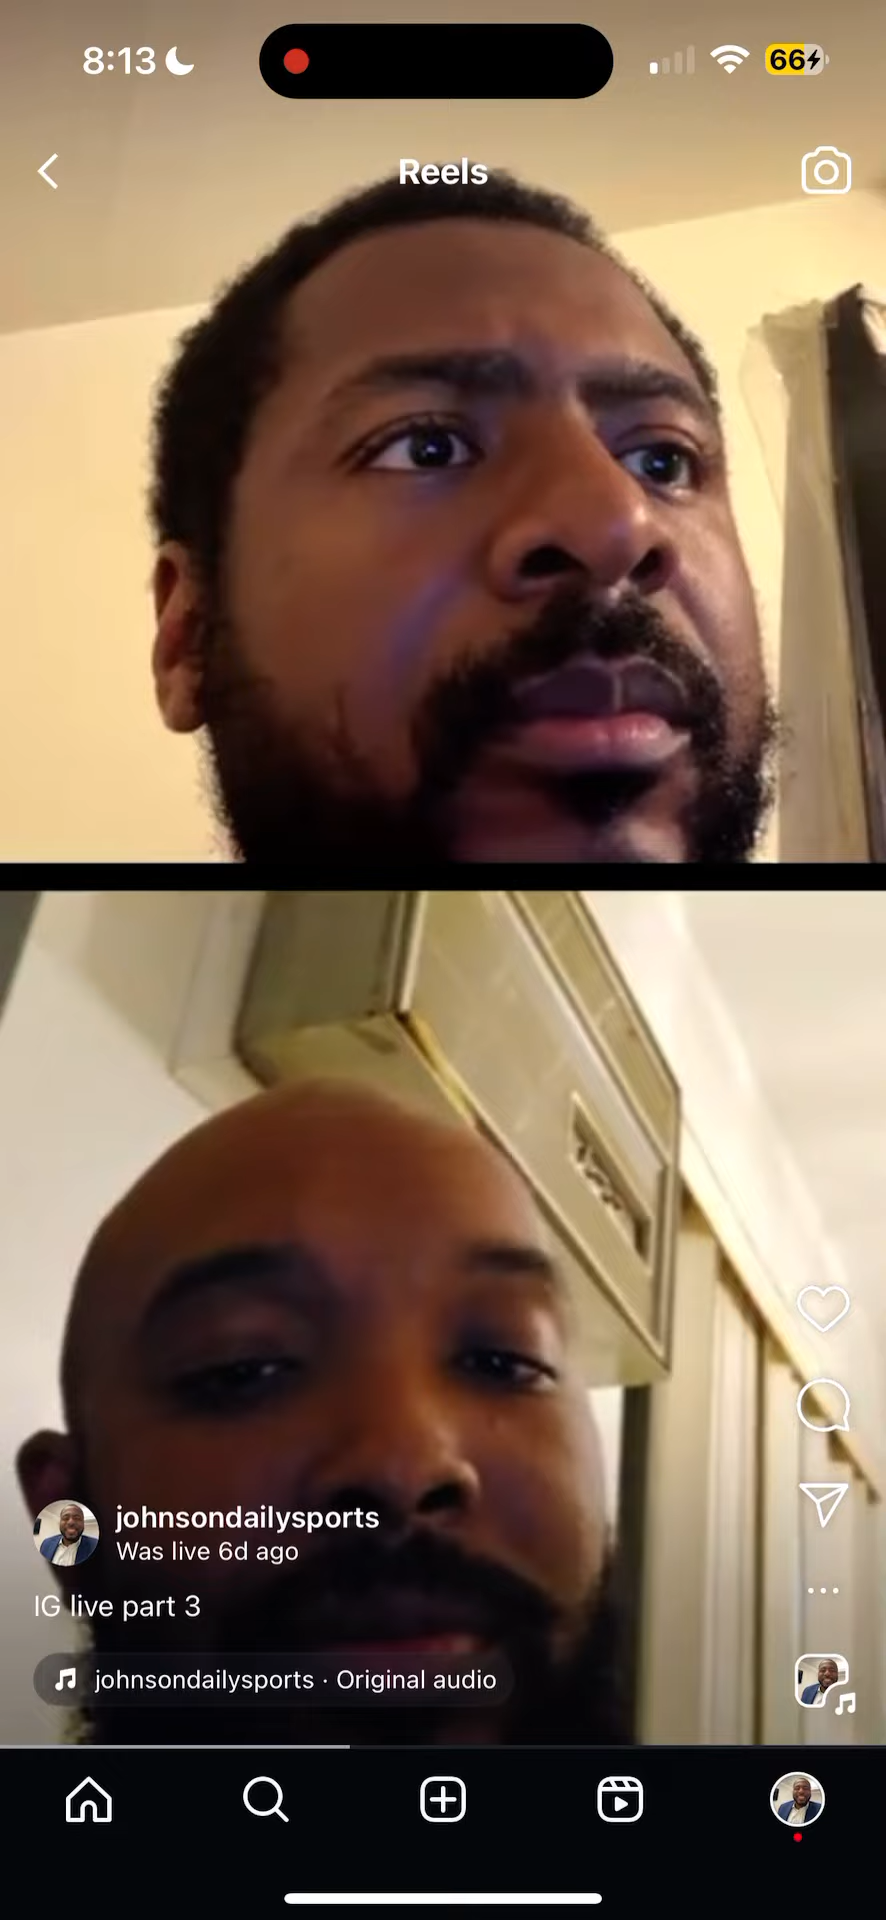 8:13
66
Reels
johnsondailysports
Was live 6d ago
IG live part 3
johnsondailysports · Original audio